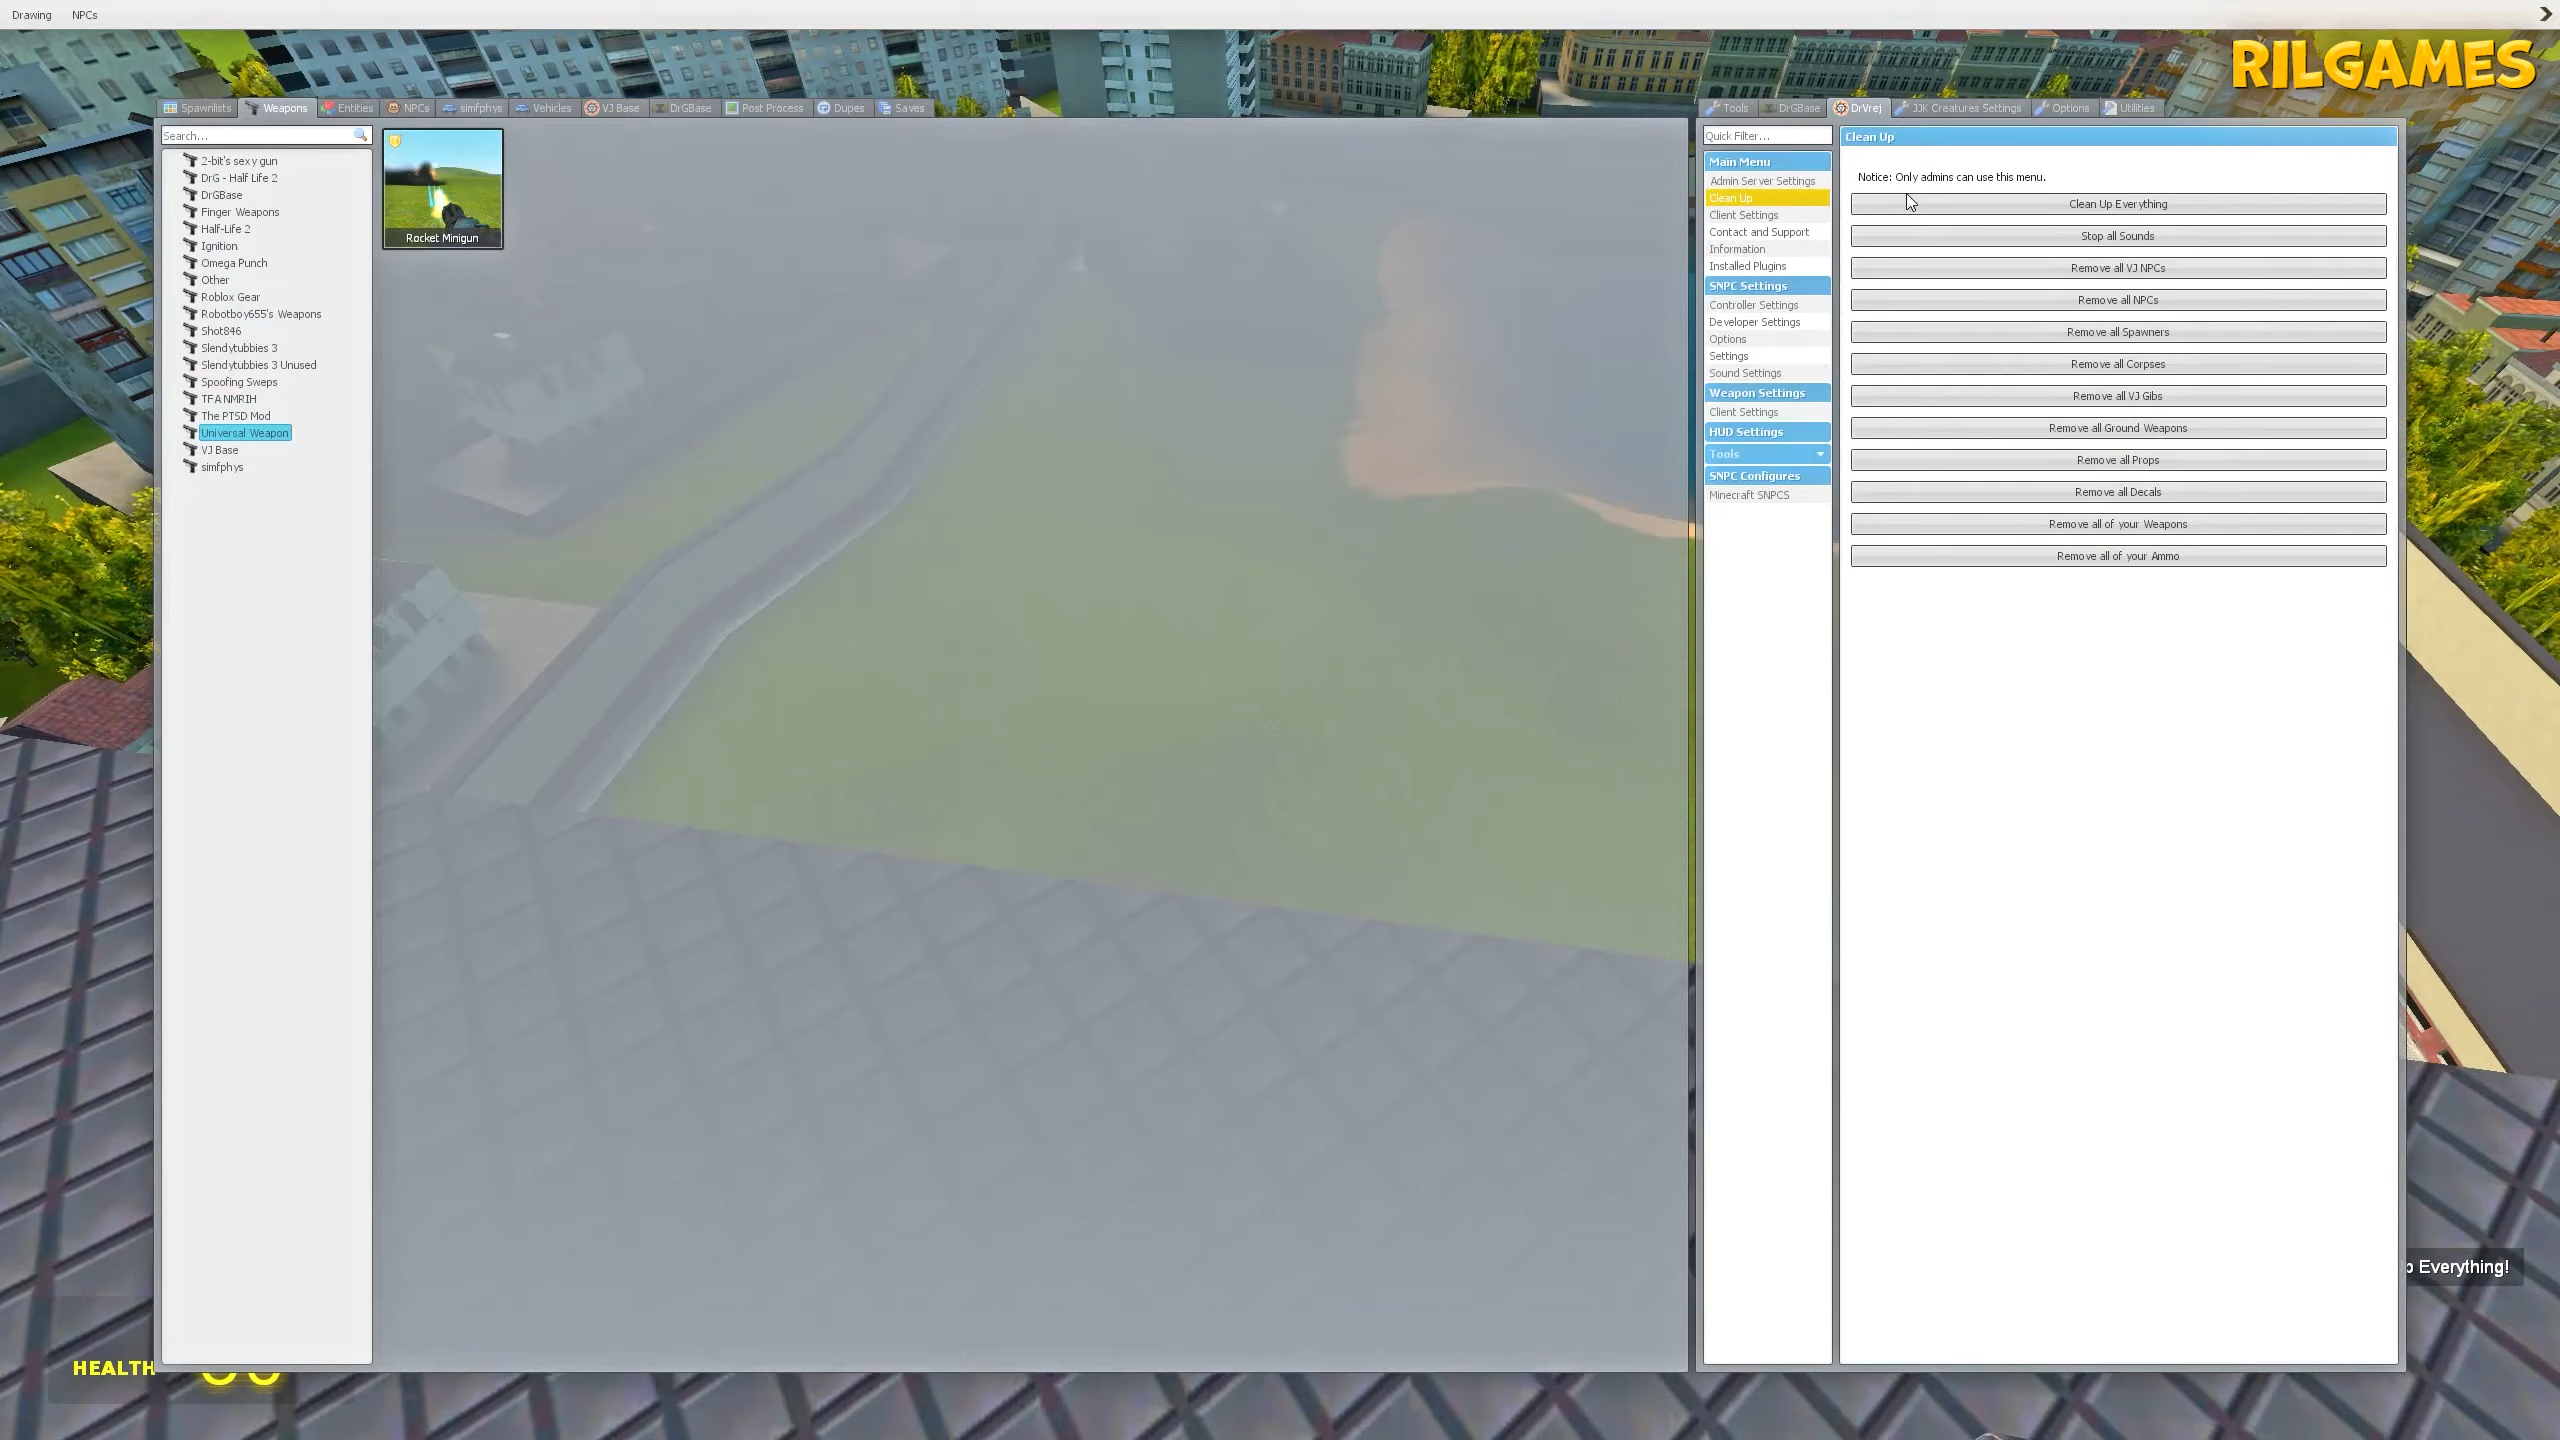 Drawing NPCs
RILGAMES
Spawnlists Weapons Entities NPCs simfphys Vehicles VJ Base DrGBase Post Process Dupes Saves
Search...
2-bit's sexy gun
DrG - Half Life 2
DrGBase
Finger Weapons
Half-Life 2
Ignition
Omega Punch
Other
Roblox Gear
Robotboy655's Weapons
Shot846
Slendytubbies 3
Slendytubbies 3 Unused
Spoofing Sweps
TFA NMRIH
The PTSD Mod
Universal Weapon
VJ Base
simfphys
Rocket Minigun
Tools DrGBase DrVrej JJK Creatures Settings Options Utilities
Quick Filter...
Main Menu
Admin Server Settings
Clean Up
Client Settings
Contact and Support
Information
Installed Plugins
SNPC Settings
Controller Settings
Developer Settings
Options
Settings
Sound Settings
Weapon Settings
Client Settings
HUD Settings
Tools
SNPC Configures
Minecraft SNPCS
Clean Up
Notice: Only admins can use this menu.
Clean Up Everything
Stop all Sounds
Remove all VJ NPCs
Remove all NPCs
Remove all Spawners
Remove all Corpses
Remove all VJ Gibs
Remove all Ground Weapons
Remove all Props
Remove all Decals
Remove all of your Weapons
Remove all of your Ammo
Everything!
HEALTH